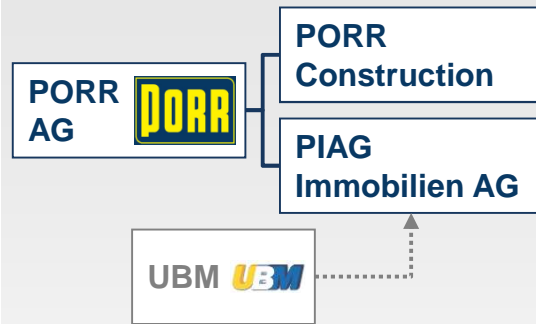 PORR
Construction
PORR
AG
PORR
PIAG
Immobilien AG
UBM UBM